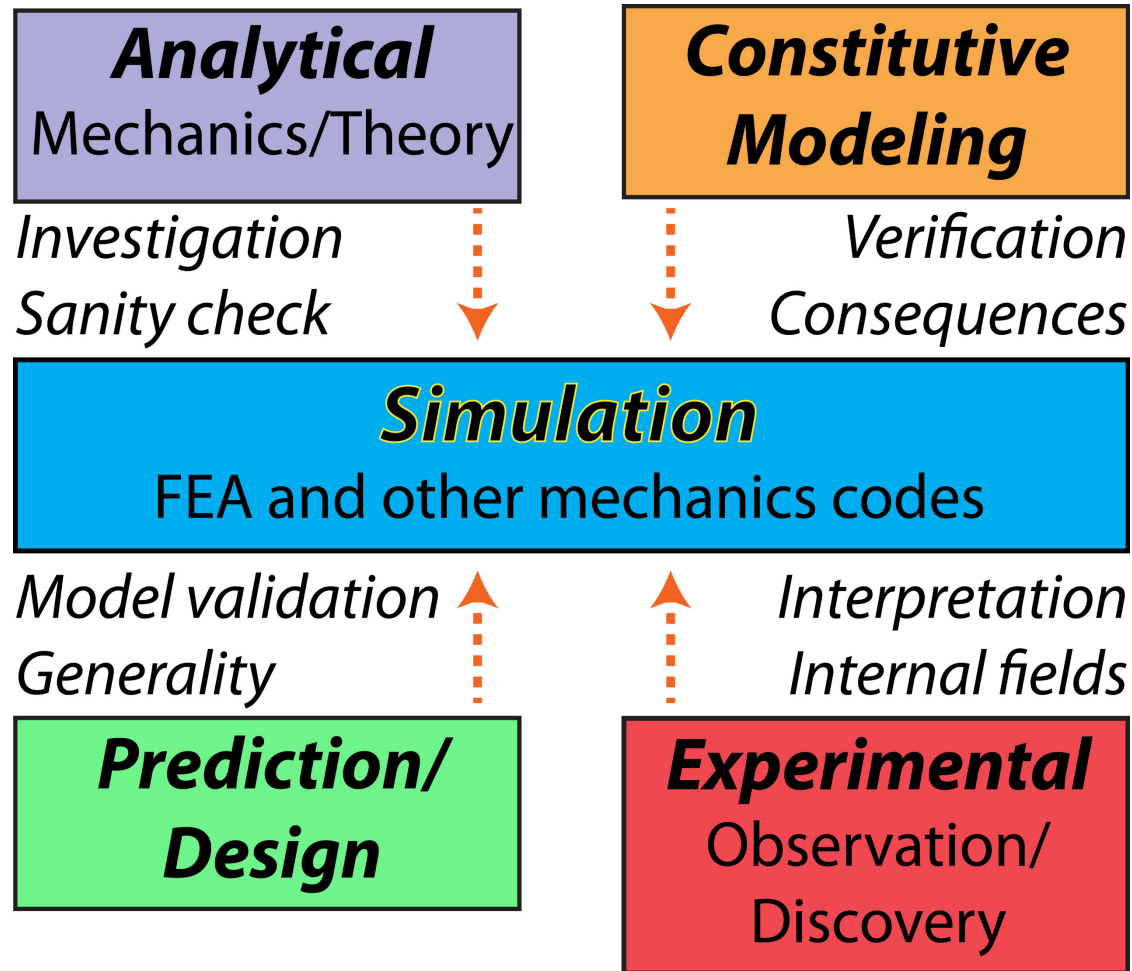 Analytical
Mechanics/Theory
Constitutive
Modeling
Investigation
Sanity check
Verification
Consequences
Simulation
FEA and other mechanics codes
Model validation
Generality
Interpretation
Internal fields
Prediction/
Design
Experimental
Observation/
Discovery